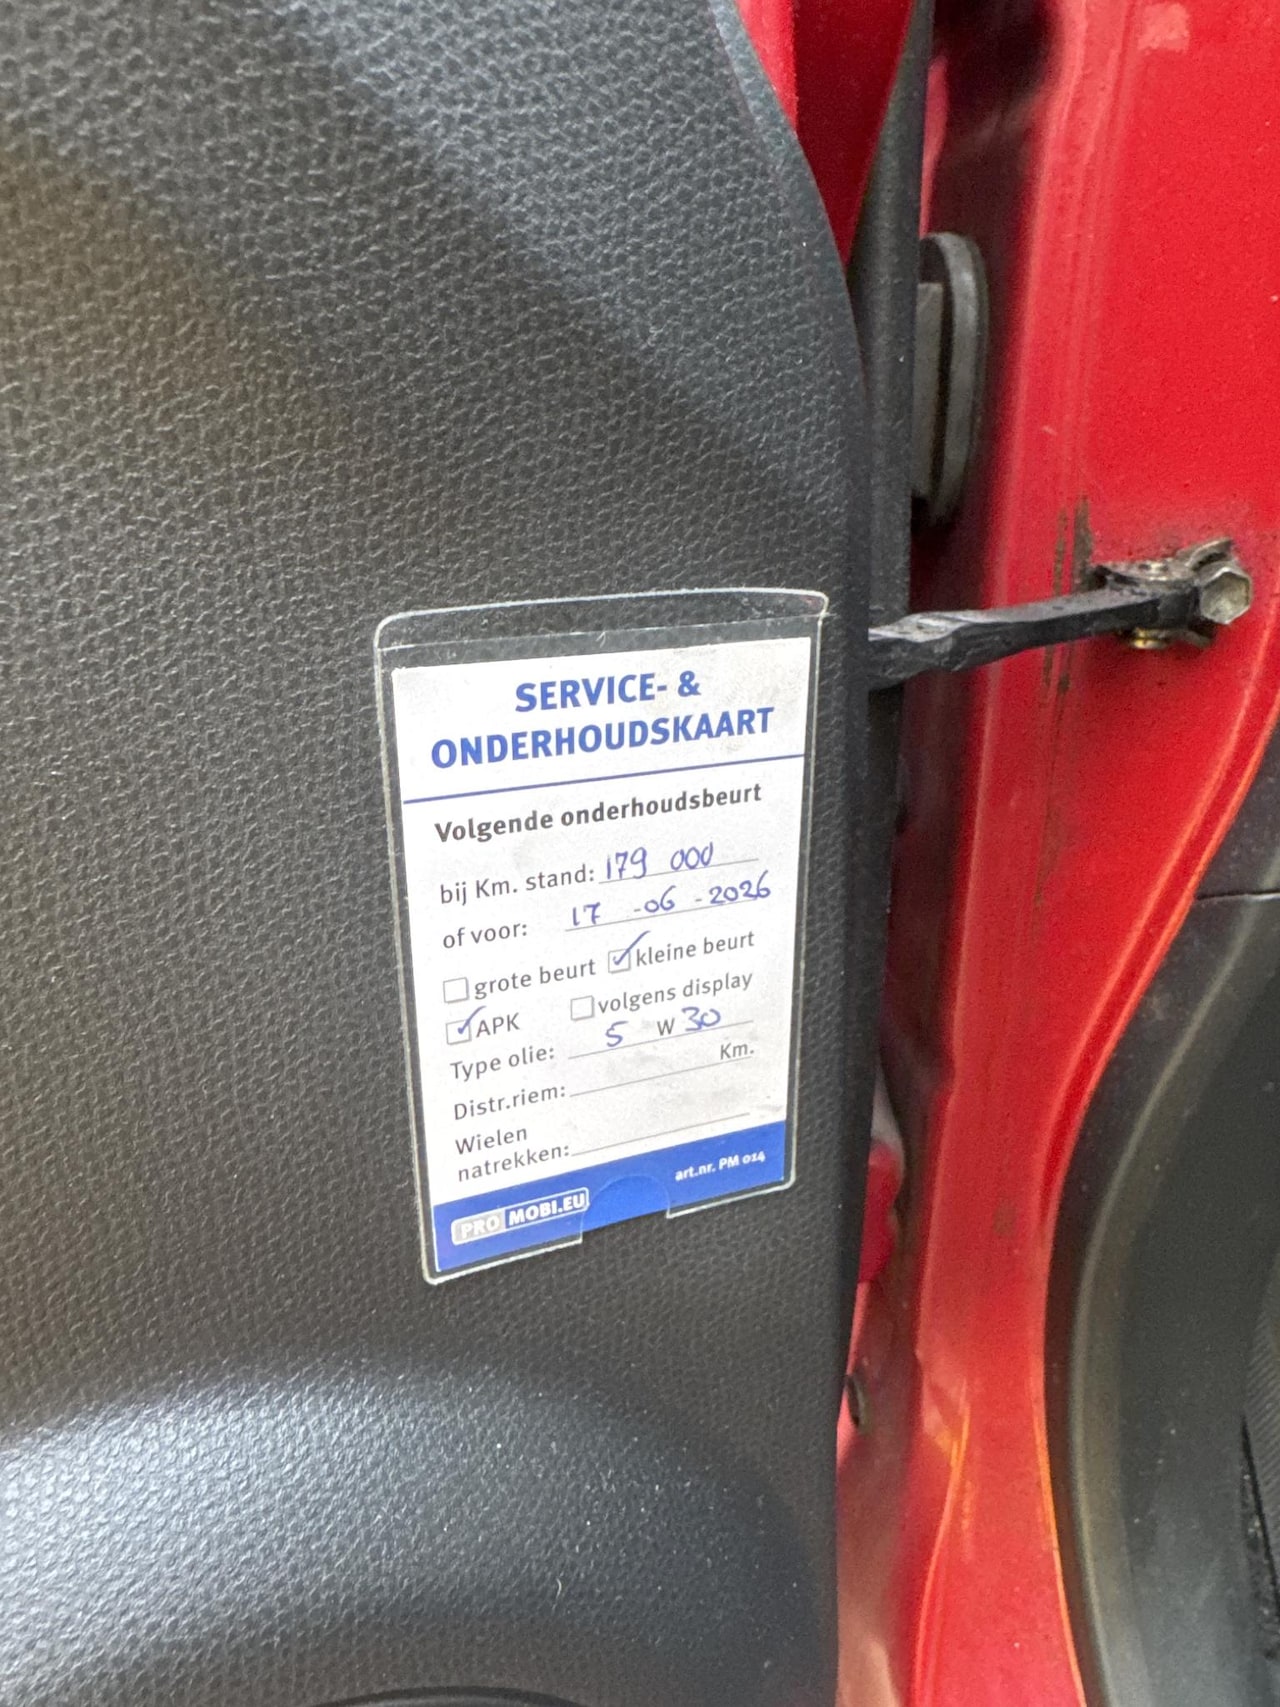 SERVICE- &
ONDERHOUDSKAART
Volgende onderhoudsbeurt
bij Km. stand: 179 000
of voor: 17 -06 -2026
grote beurt kleine beurt
APK volgens display
Type olie: 5 W 30
Distr.riem: Km.
Wielen
natrekken:
PRO MOBI.EU art.nr. PM 014